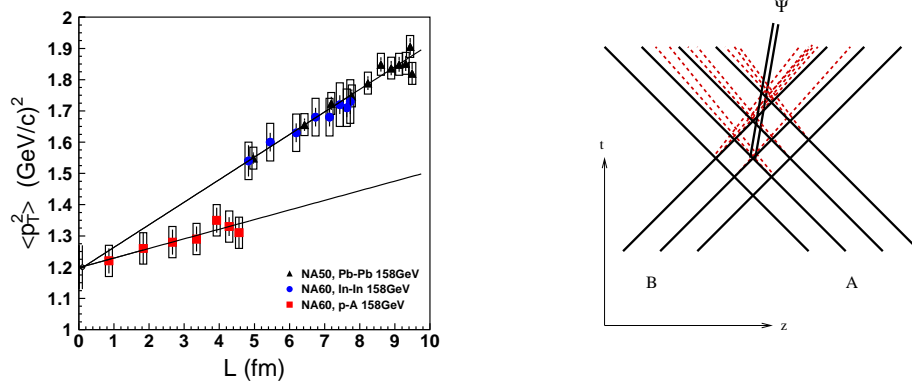 <p²T> (GeV/c)²
2
1.9
1.8
1.7
1.6
1.5
1.4
1.3
1.2
1.1
1
0 1 2 3 4 5 6 7 8 9 10
L (fm)
NA50, Pb-Pb 158GeV
NA60, In-In 158GeV
NA60, p-A 158GeV
Ψ
t
B
A
z